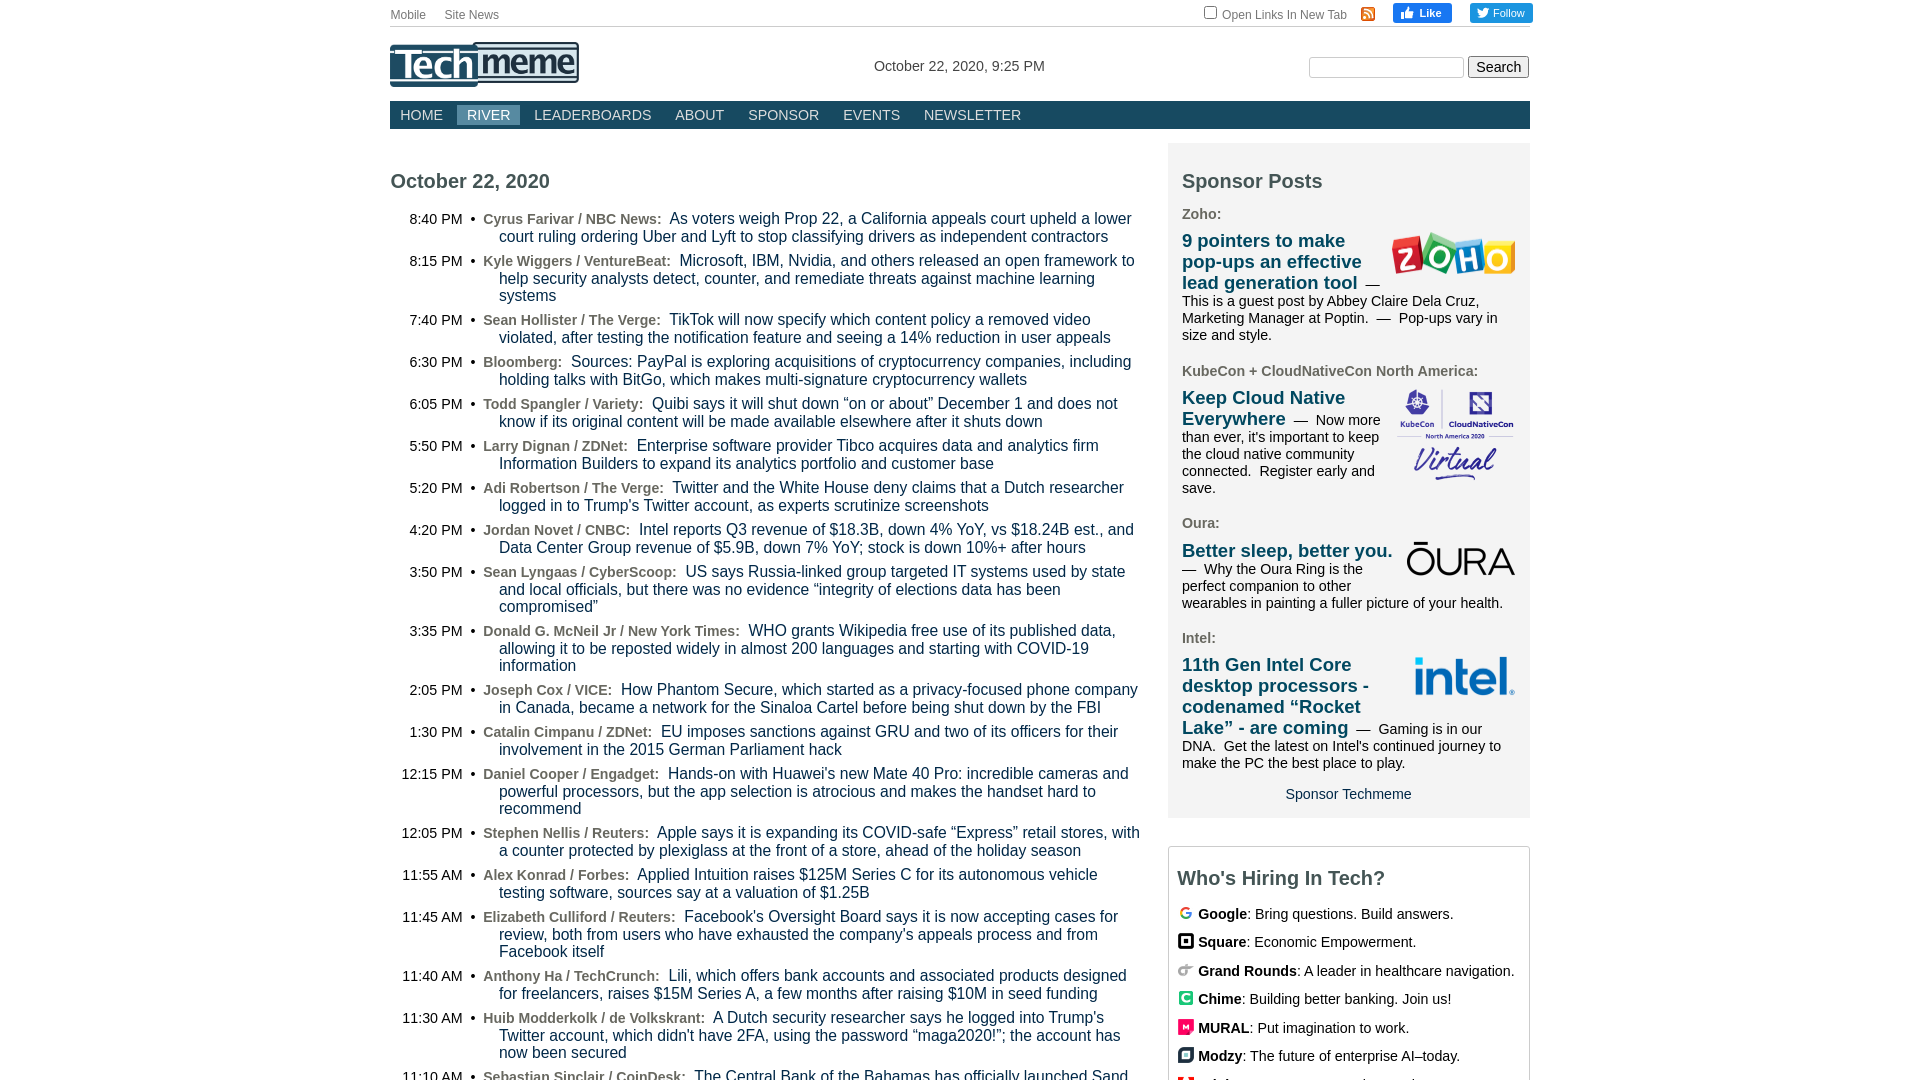 Mobile Site News
Open Links In New Tab Like Follow
Techmeme
October 22, 2020, 9:25 PM
Search
HOME RIVER LEADERBOARDS ABOUT SPONSOR EVENTS NEWSLETTER
October 22, 2020
8:40 PM • Cyrus Farivar / NBC News: As voters weigh Prop 22, a California appeals court upheld a lower
court ruling ordering Uber and Lyft to stop classifying drivers as independent contractors
8:15 PM • Kyle Wiggers / VentureBeat: Microsoft, IBM, Nvidia, and others released an open framework to
help security analysts detect, counter, and remediate threats against machine learning
systems
7:40 PM • Sean Hollister / The Verge: TikTok will now specify which content policy a removed video
violated, after testing the notification feature and seeing a 14% reduction in user appeals
6:30 PM • Bloomberg: Sources: PayPal is exploring acquisitions of cryptocurrency companies, including
holding talks with BitGo, which makes multi-signature cryptocurrency wallets
6:05 PM • Todd Spangler / Variety: Quibi says it will shut down “on or about” December 1 and does not
know if its original content will be made available elsewhere after it shuts down
5:50 PM • Larry Dignan / ZDNet: Enterprise software provider Tibco acquires data and analytics firm
Information Builders to expand its analytics portfolio and customer base
5:20 PM • Adi Robertson / The Verge: Twitter and the White House deny claims that a Dutch researcher
logged in to Trump's Twitter account, as experts scrutinize screenshots
4:20 PM • Jordan Novet / CNBC: Intel reports Q3 revenue of $18.3B, down 4% YoY, vs $18.24B est., and
Data Center Group revenue of $5.9B, down 7% YoY; stock is down 10%+ after hours
3:50 PM • Sean Lyngaas / CyberScoop: US says Russia-linked group targeted IT systems used by state
and local officials, but there was no evidence “integrity of elections data has been
compromised”
3:35 PM • Donald G. McNeil Jr / New York Times: WHO grants Wikipedia free use of its published data,
allowing it to be reposted widely in almost 200 languages and starting with COVID-19
information
2:05 PM • Joseph Cox / VICE: How Phantom Secure, which started as a privacy-focused phone company
in Canada, became a network for the Sinaloa Cartel before being shut down by the FBI
1:30 PM • Catalin Cimpanu / ZDNet: EU imposes sanctions against GRU and two of its officers for their
involvement in the 2015 German Parliament hack
12:15 PM • Daniel Cooper / Engadget: Hands-on with Huawei's new Mate 40 Pro: incredible cameras and
powerful processors, but the app selection is atrocious and makes the handset hard to
recommend
12:05 PM • Stephen Nellis / Reuters: Apple says it is expanding its COVID-safe “Express” retail stores, with
a counter protected by plexiglass at the front of a store, ahead of the holiday season
11:55 AM • Alex Konrad / Forbes: Applied Intuition raises $125M Series C for its autonomous vehicle
testing software, sources say at a valuation of $1.25B
11:45 AM • Elizabeth Culliford / Reuters: Facebook's Oversight Board says it is now accepting cases for
review, both from users who have exhausted the company's appeals process and from
Facebook itself
11:40 AM • Anthony Ha / TechCrunch: Lili, which offers bank accounts and associated products designed
for freelancers, raises $15M Series A, a few months after raising $10M in seed funding
11:30 AM • Huib Modderkolk / de Volkskrant: A Dutch security researcher says he logged into Trump's
Twitter account, which didn't have 2FA, using the password “maga2020!”; the account has
now been secured
11:10 AM • Sebastian Sinclair / CoinDesk: The Central Bank of the Bahamas has officially launched Sand
Sponsor Posts
Zoho:
9 pointers to make
pop-ups an effective
lead generation tool —
ZOHO
This is a guest post by Abbey Claire Dela Cruz,
Marketing Manager at Poptin. — Pop-ups vary in
size and style.
KubeCon + CloudNativeCon North America:
Keep Cloud Native
Everywhere — Now more
than ever, it's important to keep
the cloud native community
connected. Register early and
save.
KubeCon CloudNativeCon
North America 2020
Virtual
Oura:
Better sleep, better you.
ŌURA
— Why the Oura Ring is the
perfect companion to other
wearables in painting a fuller picture of your health.
Intel:
11th Gen Intel Core
desktop processors -
codenamed “Rocket
Lake” - are coming — Gaming is in our
intel®
DNA. Get the latest on Intel's continued journey to
make the PC the best place to play.
Sponsor Techmeme
Who's Hiring In Tech?
Google: Bring questions. Build answers.
Square: Economic Empowerment.
Grand Rounds: A leader in healthcare navigation.
Chime: Building better banking. Join us!
MURAL: Put imagination to work.
Modzy: The future of enterprise AI–today.